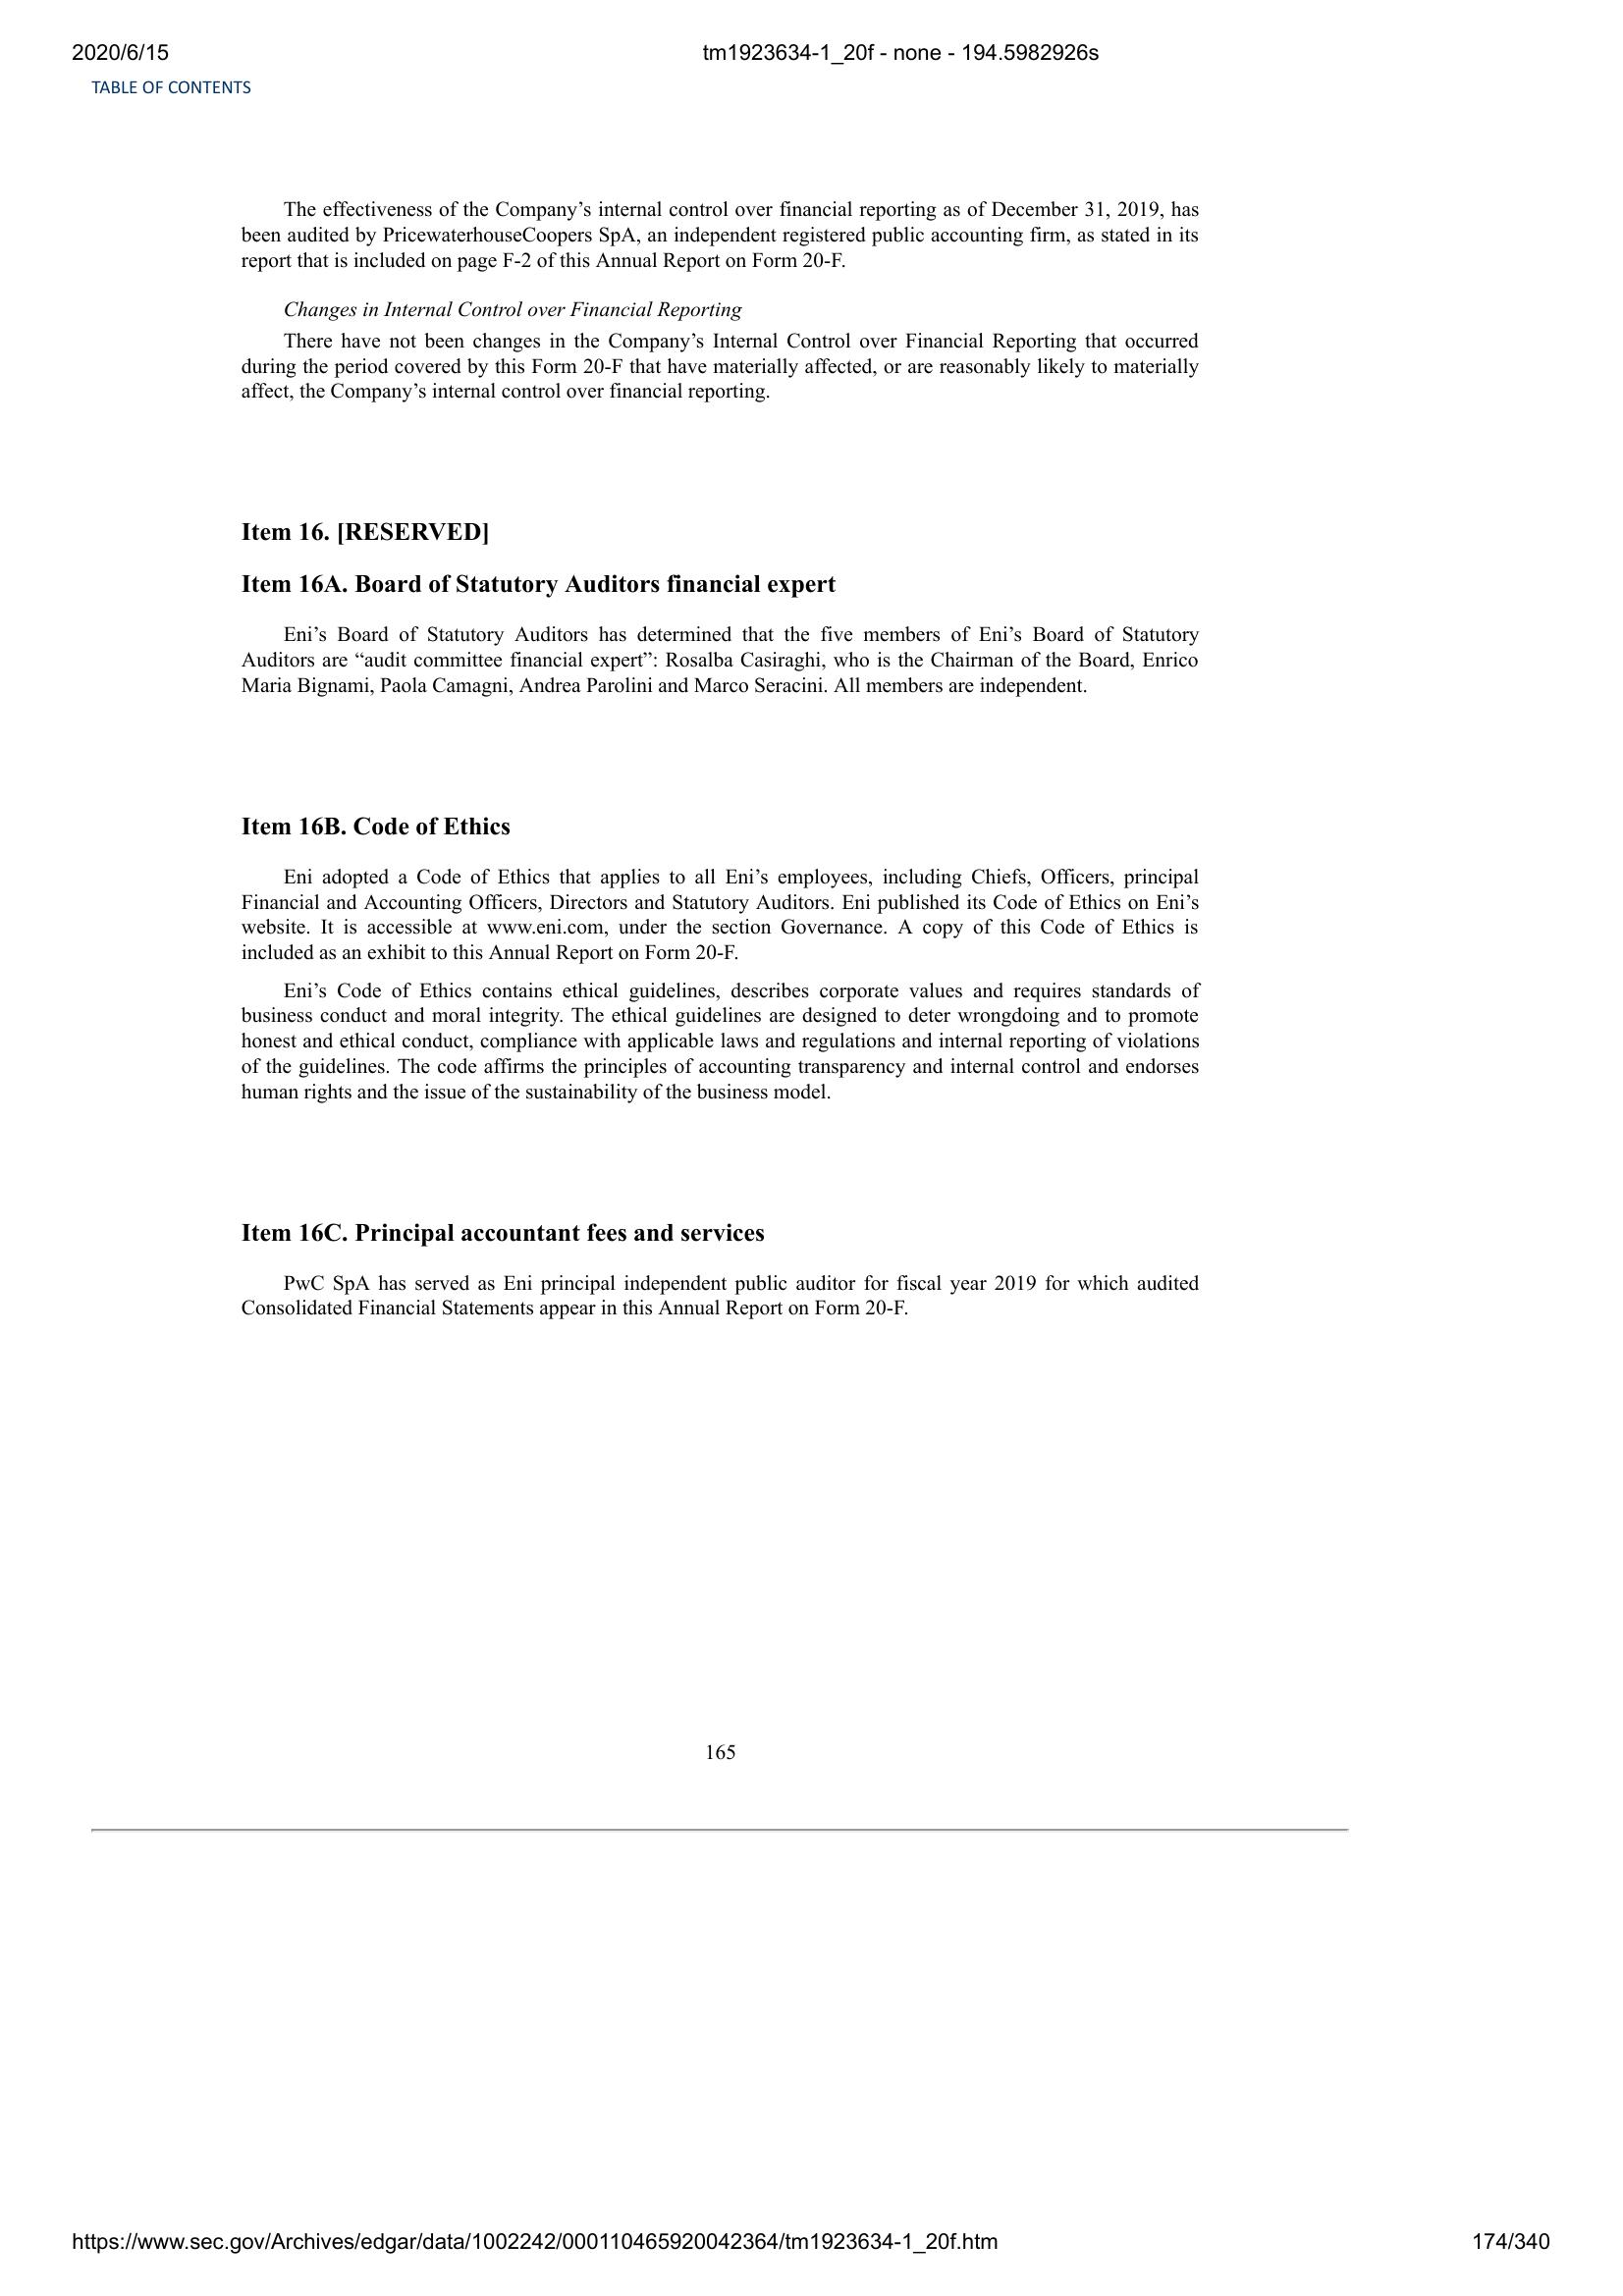 2020/6/15
tm1923634-1_20f - none - 194.5982926s
TABLE OF CONTENTS
The effectiveness of the Company’s internal control over financial reporting as of December 31, 2019, has
been audited by PricewaterhouseCoopers SpA, an independent registered public accounting firm, as stated in its
report that is included on page F-2 of this Annual Report on Form 20-F.
Changes in Internal Control over Financial Reporting
There have not been changes in the Company’s Internal Control over Financial Reporting that occurred
during the period covered by this Form 20-F that have materially affected, or are reasonably likely to materially
affect, the Company’s internal control over financial reporting.
Item 16. [RESERVED]
Item 16A. Board of Statutory Auditors financial expert
Eni’s Board of Statutory Auditors has determined that the five members of Eni’s Board of Statutory
Auditors are “audit committee financial expert”: Rosalba Casiraghi, who is the Chairman of the Board, Enrico
Maria Bignami, Paola Camagni, Andrea Parolini and Marco Seracini. All members are independent.
Item 16B. Code of Ethics
Eni adopted a Code of Ethics that applies to all Eni’s employees, including Chiefs, Officers, principal
Financial and Accounting Officers, Directors and Statutory Auditors. Eni published its Code of Ethics on Eni’s
website. It is accessible at www.eni.com, under the section Governance. A copy of this Code of Ethics is
included as an exhibit to this Annual Report on Form 20-F.
Eni’s Code of Ethics contains ethical guidelines, describes corporate values and requires standards of
business conduct and moral integrity. The ethical guidelines are designed to deter wrongdoing and to promote
honest and ethical conduct, compliance with applicable laws and regulations and internal reporting of violations
of the guidelines. The code affirms the principles of accounting transparency and internal control and endorses
human rights and the issue of the sustainability of the business model.
Item 16C. Principal accountant fees and services
PwC SpA has served as Eni principal independent public auditor for fiscal year 2019 for which audited
Consolidated Financial Statements appear in this Annual Report on Form 20-F.
165
https://www.sec.gov/Archives/edgar/data/1002242/000110465920042364/tm1923634-1_20f.htm
174/340